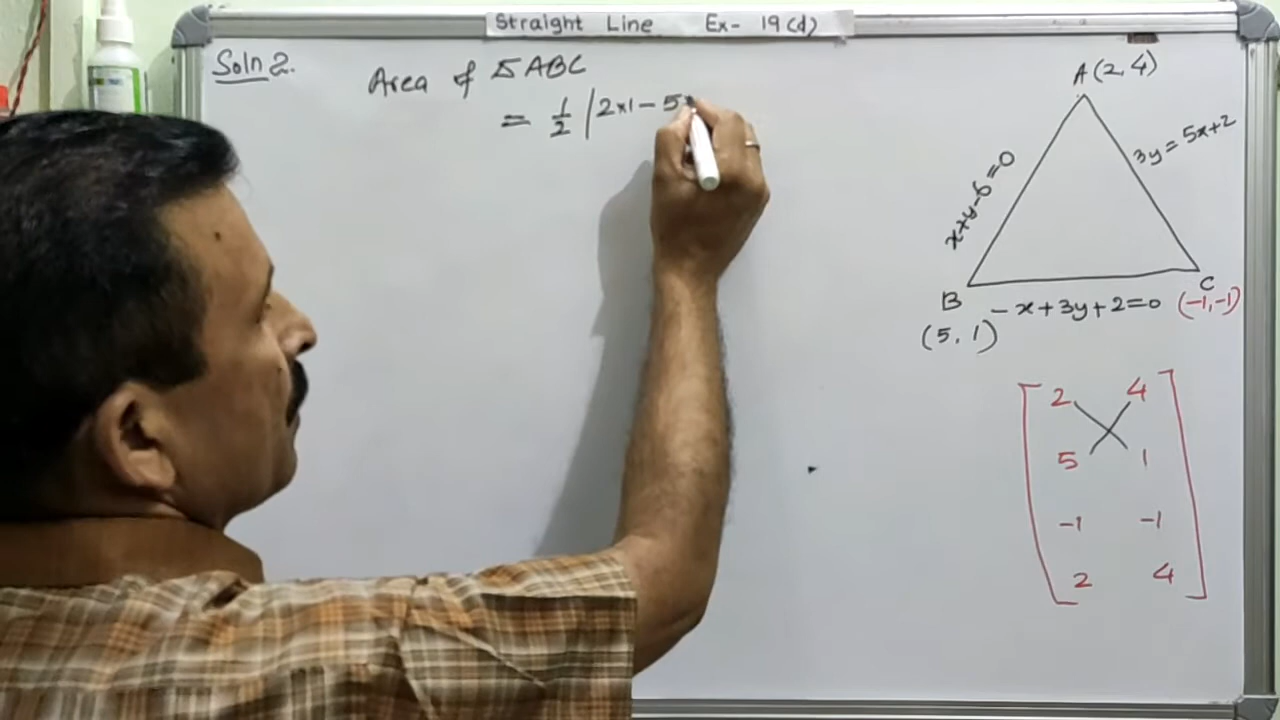 Straight Line Ex- 19(d)
Soln 2.
Area of ΔABC
= 1/2 | 2×1 - 5×
A (2, 4)
x+y-6=0
3y = 5x+2
B
C
-x+3y+2=0
(-1,-1)
(5, 1)
2 4
5 1
-1 -1
2 4